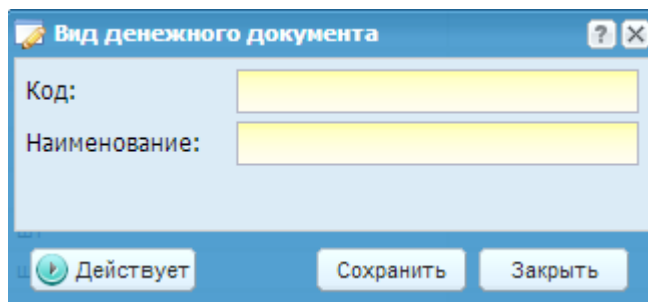 Вид денежного документа ?
Код:
Наименование:
Действует Сохранить Закрыть